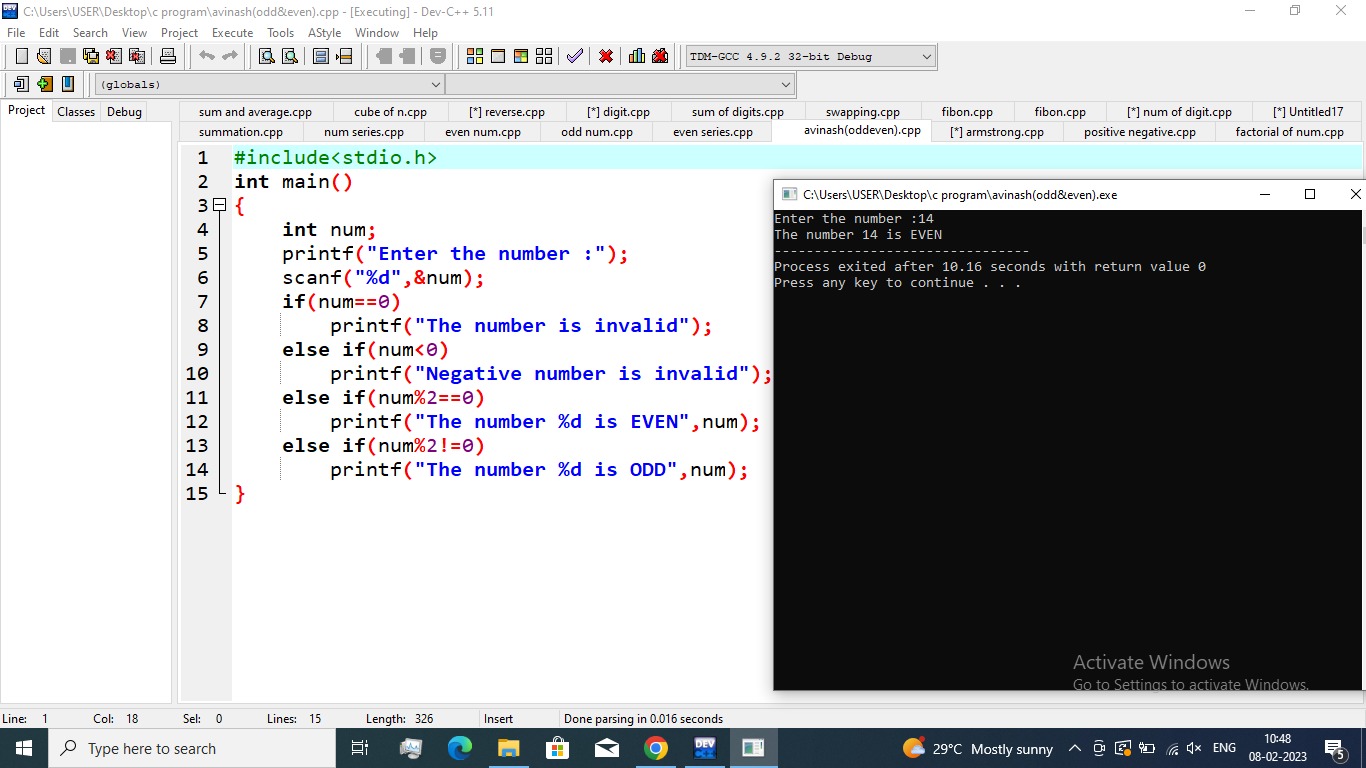 C:\Users\USER\Desktop\c program\avinash(odd&even).cpp - [Executing] - Dev-C++ 5.11
File Edit Search View Project Execute Tools AStyle Window Help
TDM-GCC 4.9.2 32-bit Debug
(globals)
Project Classes Debug
sum and average.cpp cube of n.cpp [*] reverse.cpp [*] digit.cpp sum of digits.cpp swapping.cpp fibon.cpp fibon.cpp [*] num of digit.cpp [*] Untitled17
summation.cpp num series.cpp even num.cpp odd num.cpp even series.cpp avinash(oddeven).cpp [*] armstrong.cpp positive negative.cpp factorial of num.cpp
1 #include<stdio.h>
2 int main()
3 {
4 int num;
5 printf("Enter the number :");
6 scanf("%d",&num);
7 if(num==0)
8 printf("The number is invalid");
9 else if(num<0)
10 printf("Negative number is invalid");
11 else if(num%2==0)
12 printf("The number %d is EVEN",num);
13 else if(num%2!=0)
14 printf("The number %d is ODD",num);
15 }
C:\Users\USER\Desktop\c program\avinash(odd&even).exe
Enter the number :14
The number 14 is EVEN
--------------------------------
Process exited after 10.16 seconds with return value 0
Press any key to continue . . .
Activate Windows
Go to Settings to activate Windows.
Line: 1 Col: 18 Sel: 0 Lines: 15 Length: 326 Insert Done parsing in 0.016 seconds
Type here to search
DEV
29°C Mostly sunny
ENG
10:48
08-02-2023
5